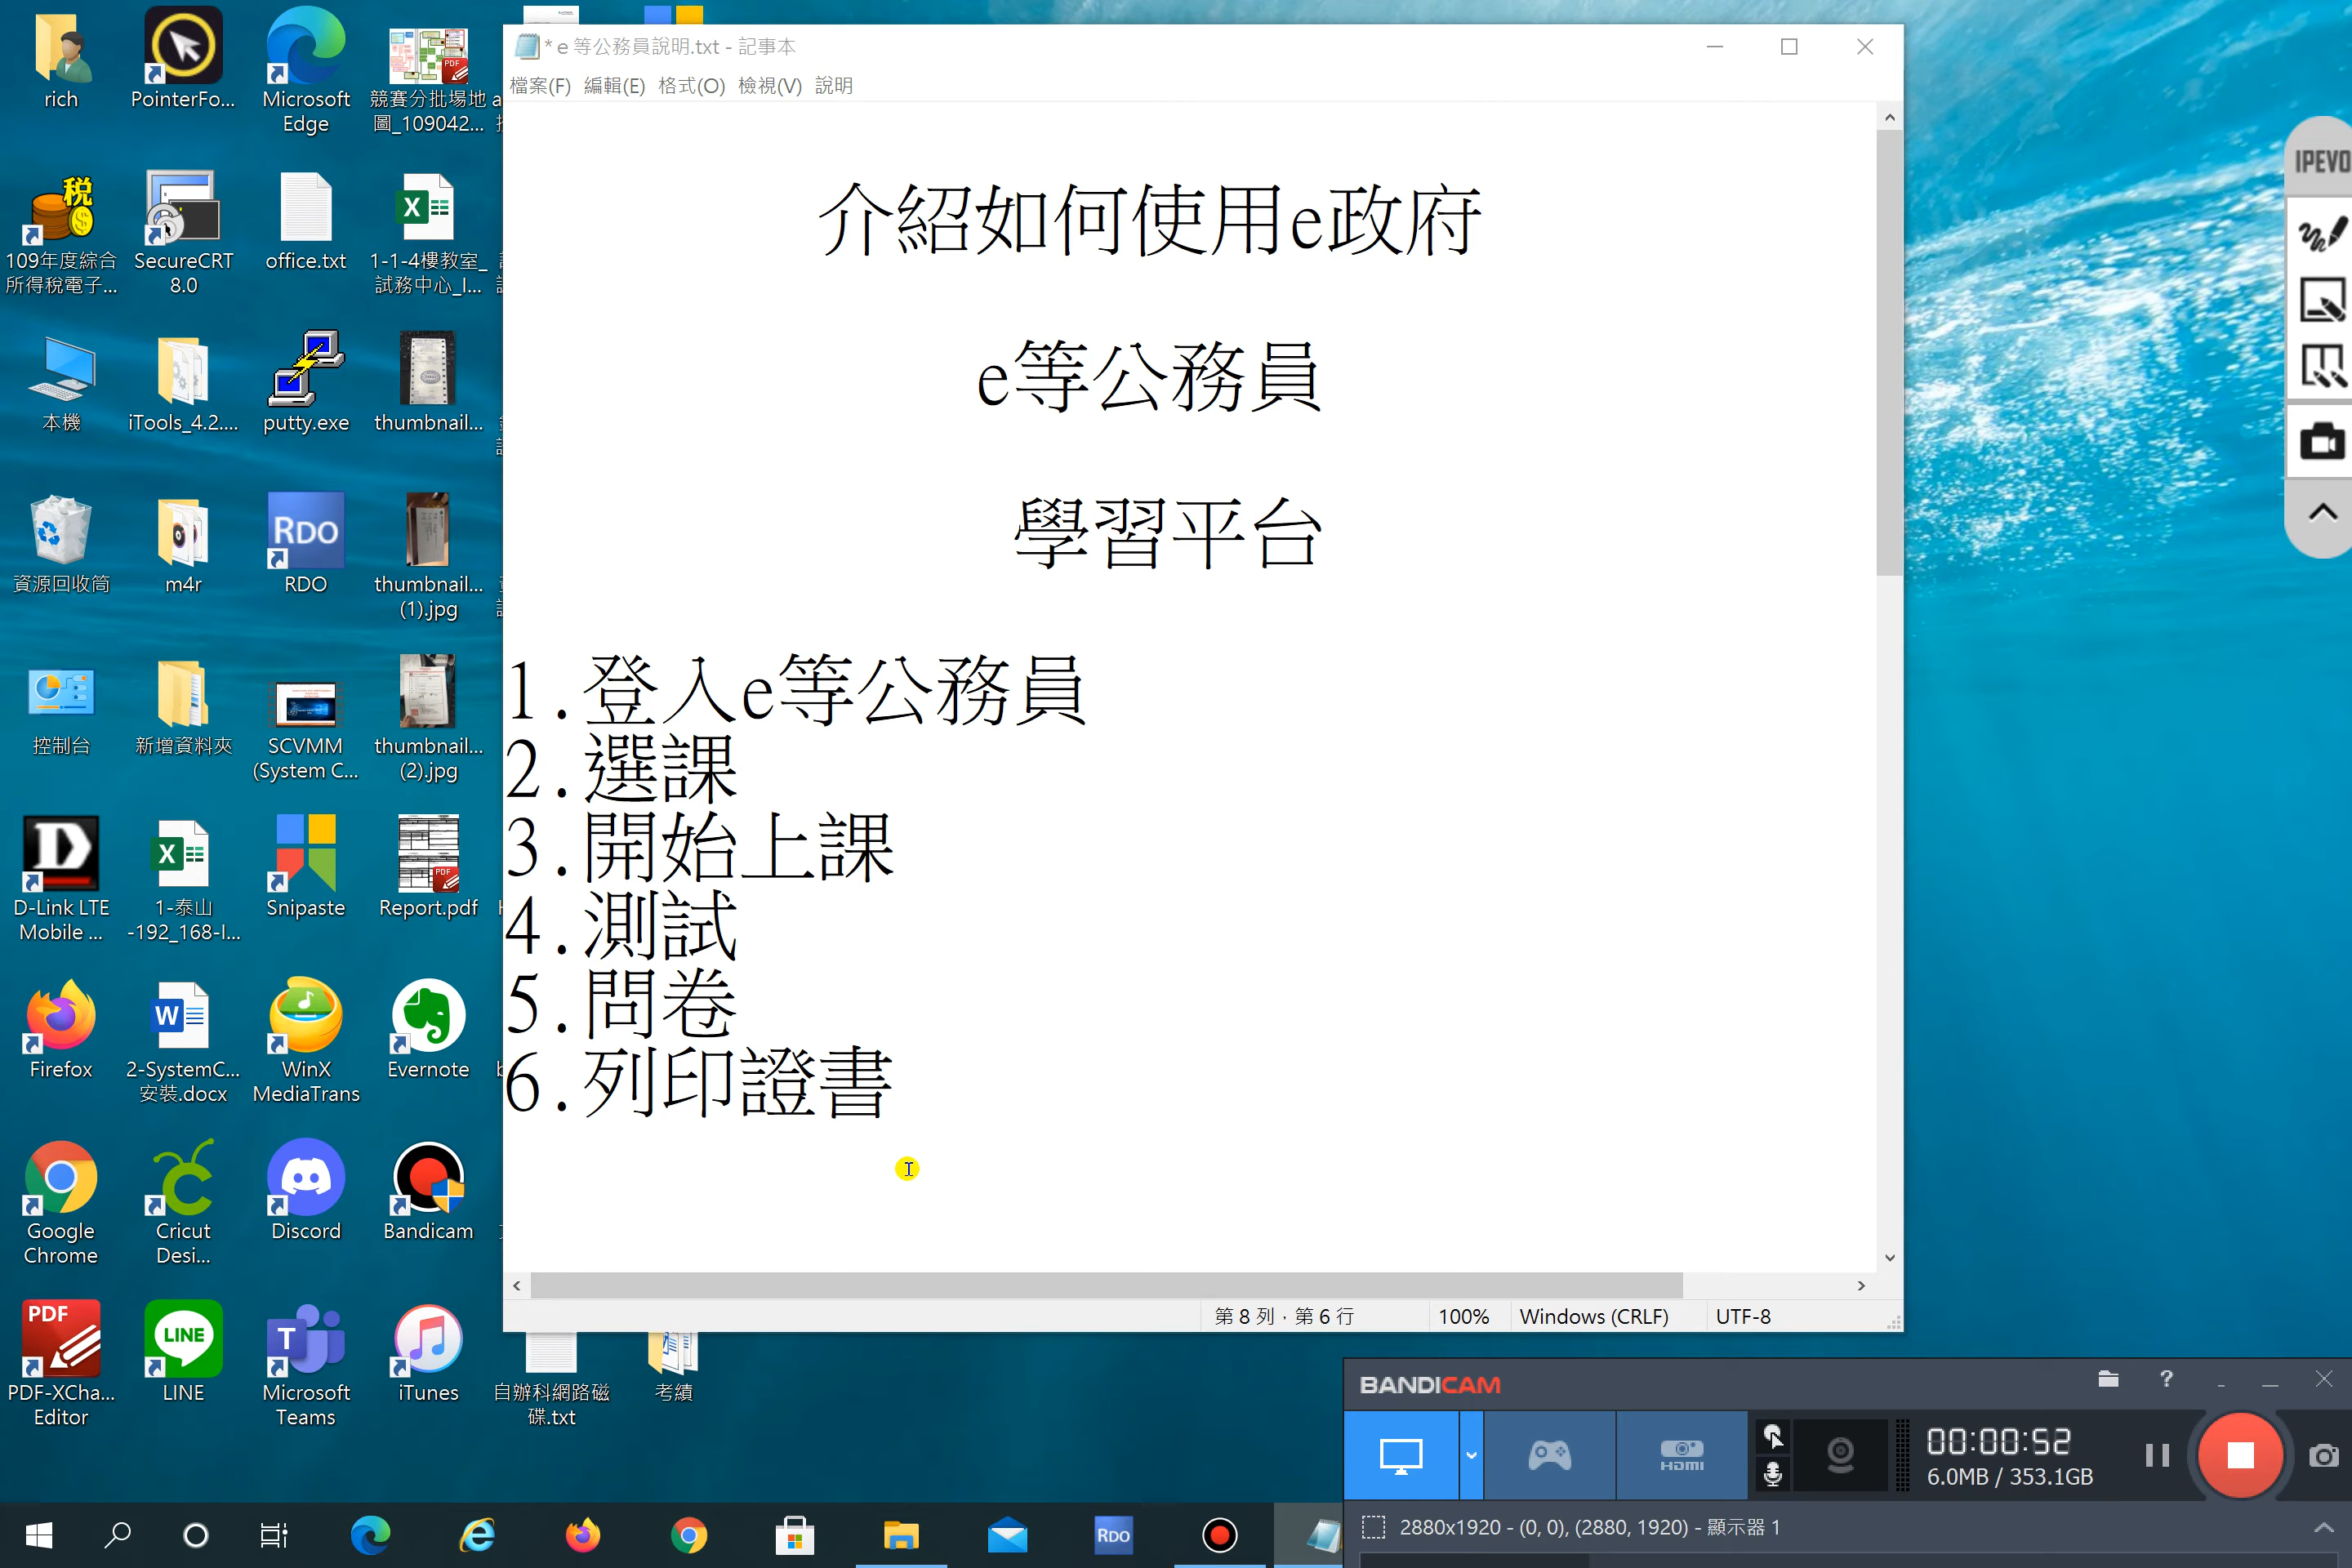 rich
PointerFo...
Microsoft Edge
競賽分批場地圖_109042...
109年度綜合所得稅電子...
SecureCRT 8.0
office.txt
1-1-4樓教室_試務中心_I...
本機
iTools_4.2....
putty.exe
thumbnail...
資源回收筒
m4r
RDO
thumbnail... (1).jpg
控制台
新增資料夾
SCVMM (System C...
thumbnail... (2).jpg
D-Link LTE Mobile ...
1-泰山-192_168-I...
Snipaste
Report.pdf
Firefox
2-SystemC...安裝.docx
WinX MediaTrans
Evernote
Google Chrome
Cricut Desi...
Discord
Bandicam
PDF-XCha... Editor
LINE
Microsoft Teams
iTunes
自辦科網路磁碟.txt
考績
*e等公務員說明.txt - 記事本
檔案(F) 編輯(E) 格式(O) 檢視(V) 說明
介紹如何使用e政府
e等公務員
學習平台
1.登入e等公務員
2.選課
3.開始上課
4.測試
5.問卷
6.列印證書
第 8 列，第 6 行 100% Windows (CRLF) UTF-8
IPEVO
BANDICAM
HDMI
00:00:52
6.0MB / 353.1GB
2880x1920 - (0, 0), (2880, 1920) - 顯示器 1